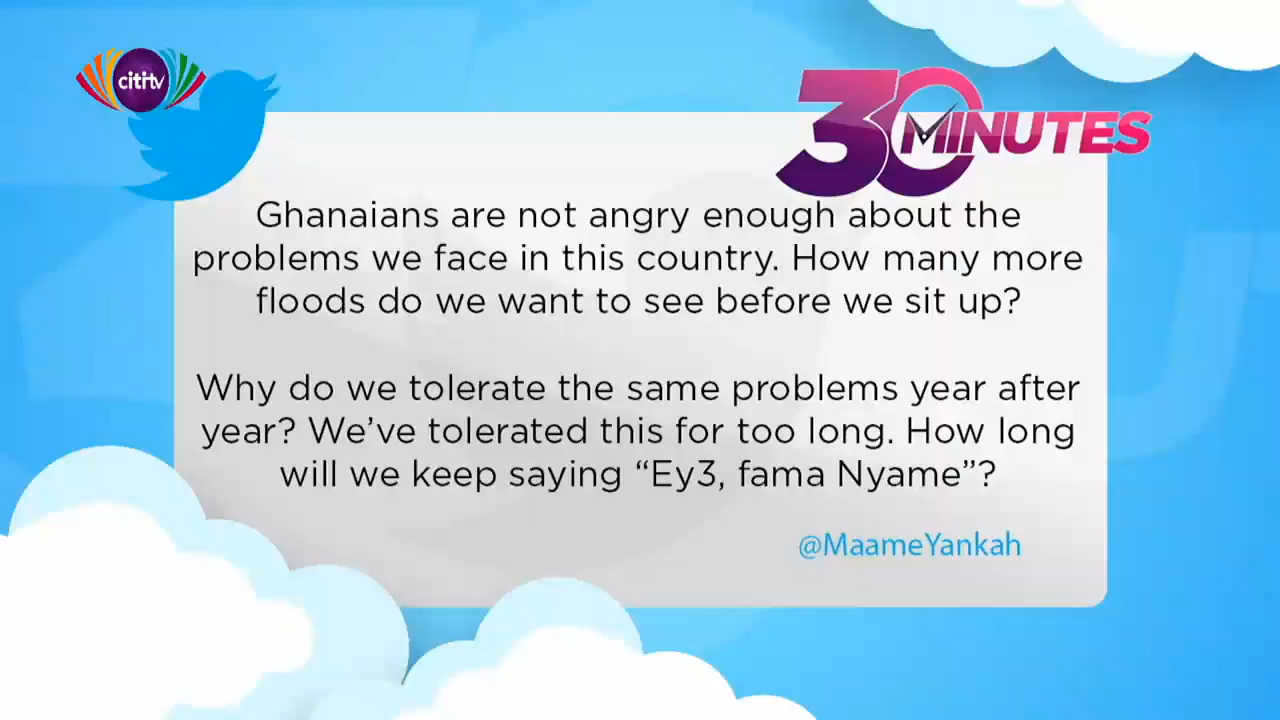 citi tv
30 MINUTES
Ghanaians are not angry enough about the
problems we face in this country. How many more
floods do we want to see before we sit up?
Why do we tolerate the same problems year after
year? We’ve tolerated this for too long. How long
will we keep saying “Ey3, fama Nyame”?
@MaameYankah